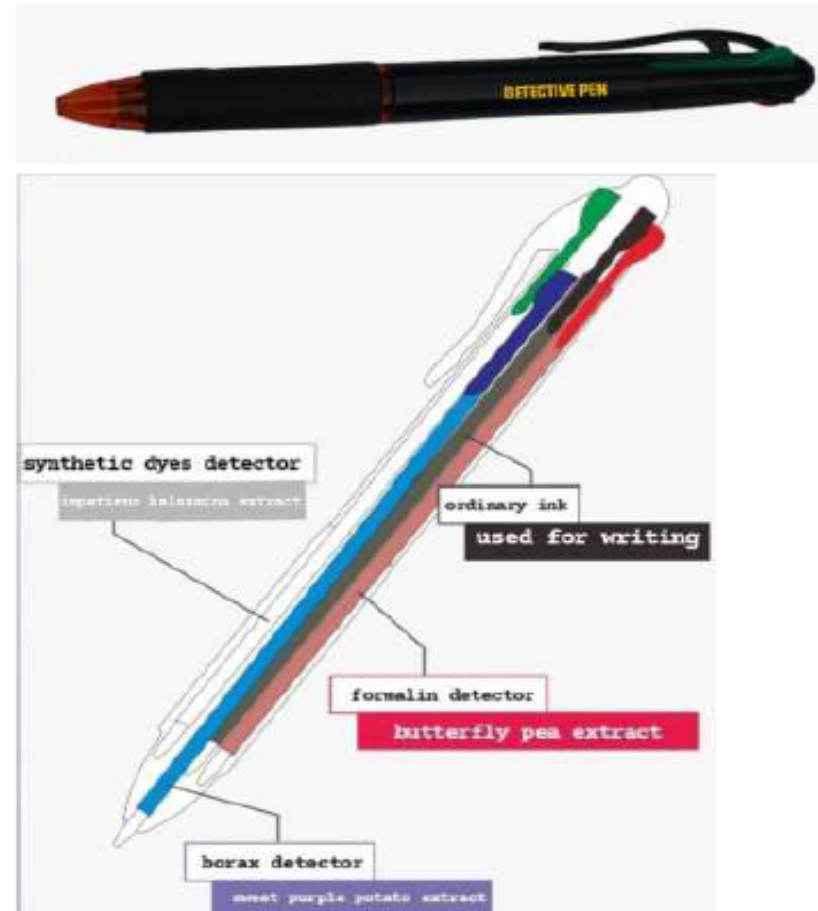 DETECTIVE PEN
synthetic dyes detector
impatiens balsamina extract
ordinary ink
used for writing
formalin detector
butterfly pea extract
borax detector
sweet purple potato extract